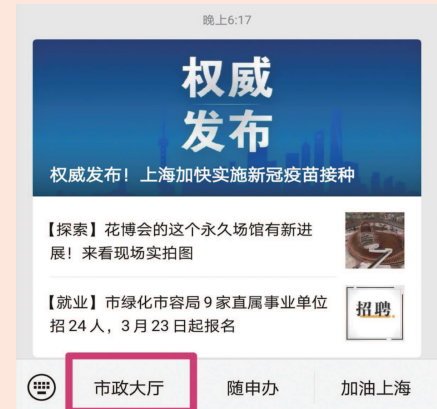 晚上6:17
权威
发布
权威发布！上海加快实施新冠疫苗接种
【探索】花博会的这个永久场馆有新进
展！来看现场实拍图
【就业】市绿化市容局9家直属事业单位
招24人，3月23日起报名
招聘
市政大厅
随申办
加油上海